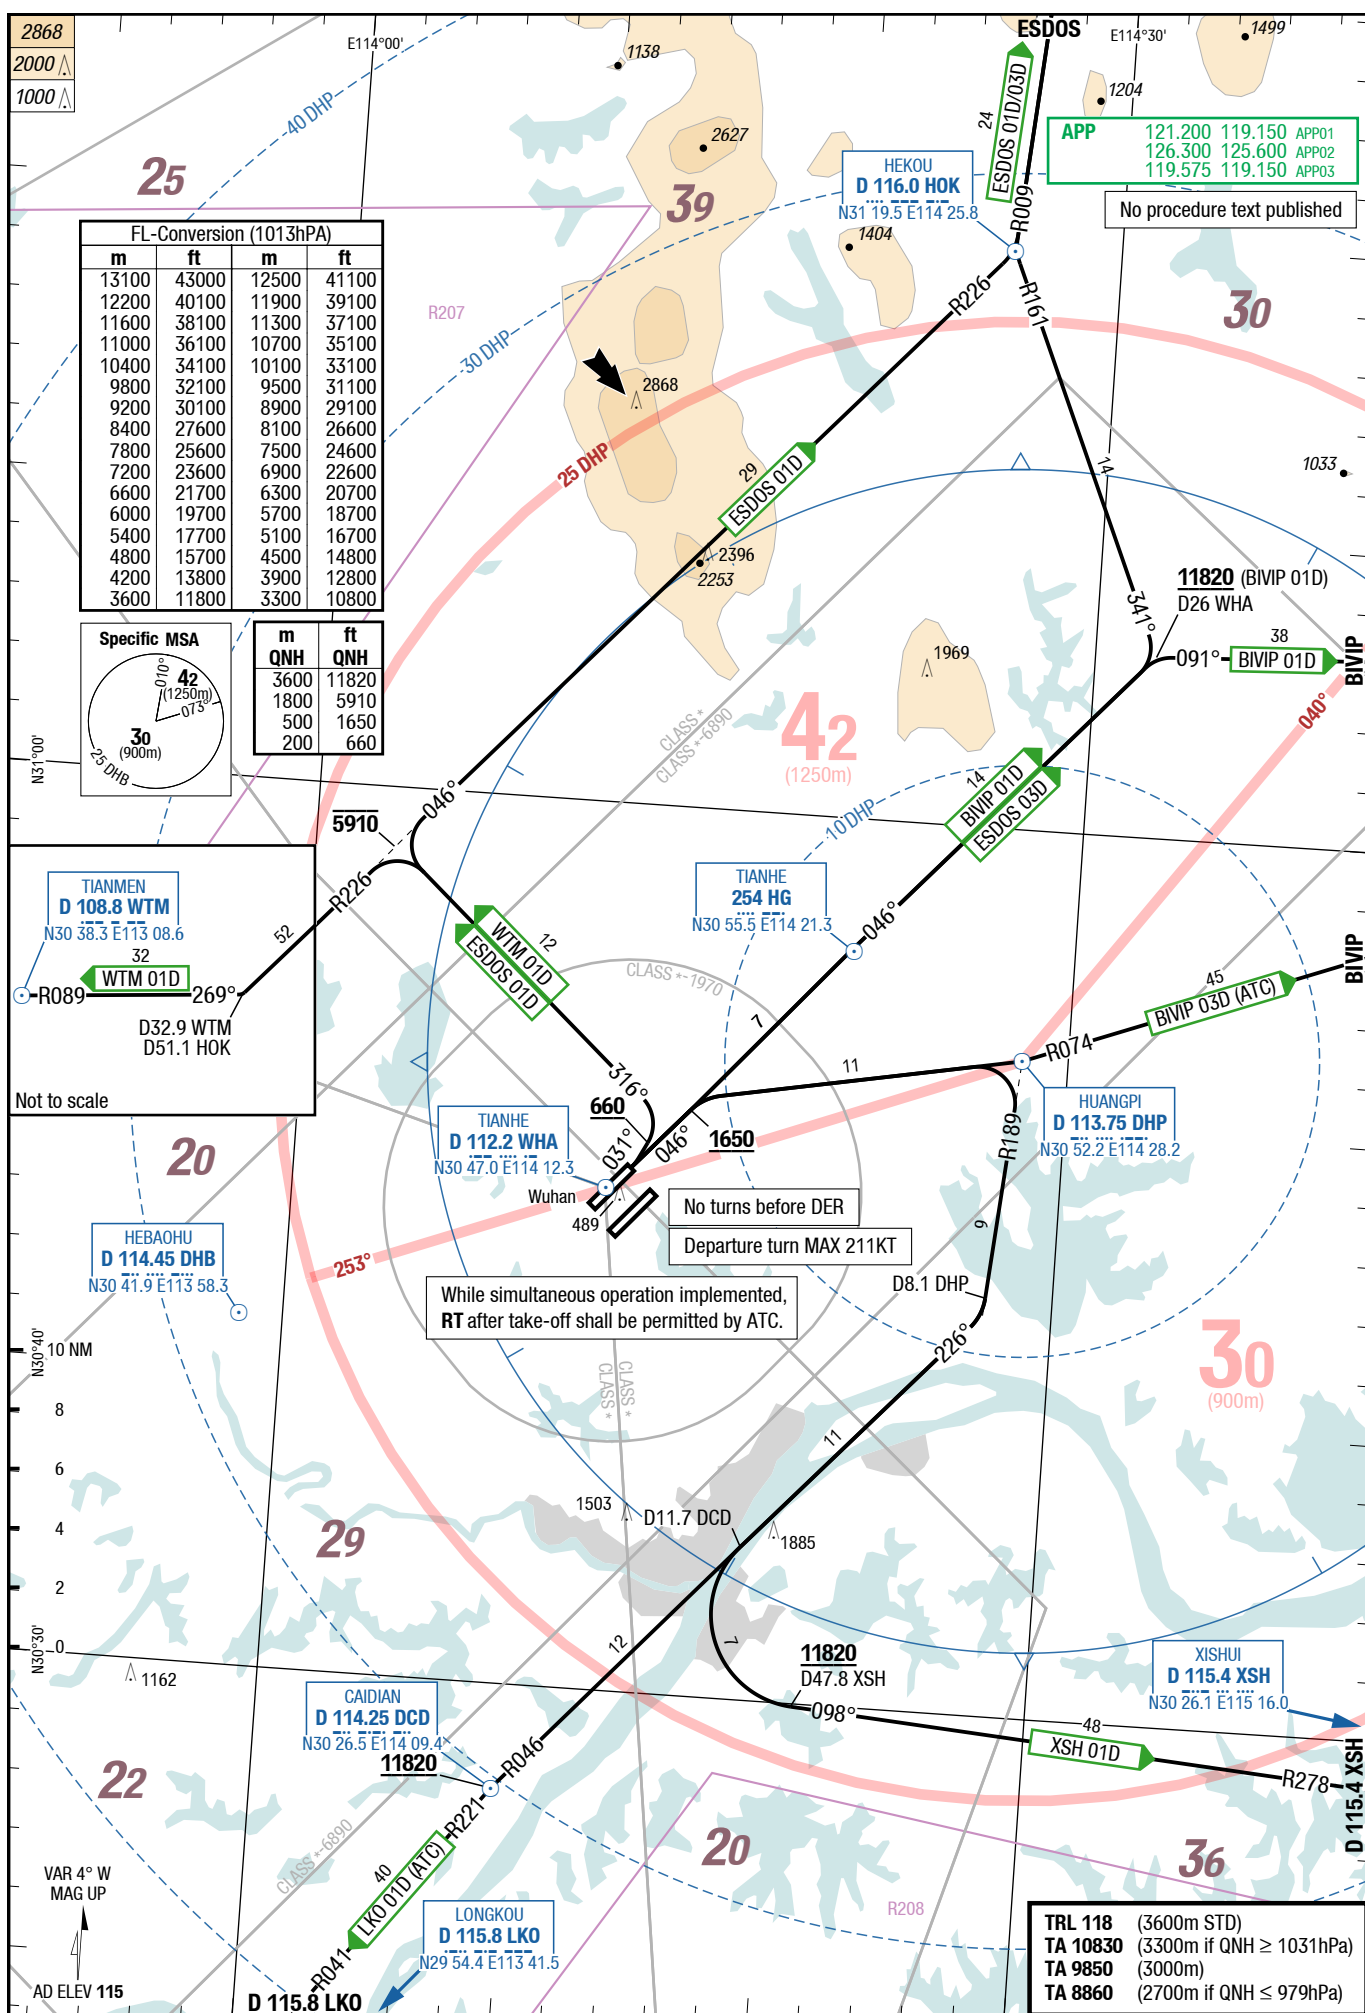 2868
2000
1000
E114°00'
1138
ESDOS
E114°30'
1499
1204
40 DHP
24
ESDOS 01D/03D
R009
APP 121.200 119.150 APP01
126.300 125.600 APP02
119.575 119.150 APP03
No procedure text published
25
2627
39
HEKOU
D 116.0 HOK
N31 19.5 E114 25.8
1404
FL-Conversion (1013hPA)
m ft m ft
13100 43000 12500 41100
12200 40100 11900 39100
11600 38100 11300 37100
11000 36100 10700 35100
10400 34100 10100 33100
9800 32100 9500 31100
9200 30100 8900 29100
8400 27600 8100 26600
7800 25600 7500 24600
7200 23600 6900 22600
6600 21700 6300 20700
6000 19700 5700 18700
5400 17700 5100 16700
4800 15700 4500 14800
4200 13800 3900 12800
3600 11800 3300 10800
R207
30 DHP
R226
R161
30
2868
25 DHP
29
ESDOS 01D
14
1033
2396
2253
11820 (BIVIP 01D)
D26 WHA
341°
38
091°
BIVIP 01D
BIVIP
040°
Specific MSA
010°
42
(1250m)
073°
30
(900m)
25 DHB
m ft
QNH QNH
3600 11820
1800 5910
500 1650
200 660
N31°00'
1969
CLASS *
CLASS *-6890
42
(1250m)
14
BIVIP 01D
ESDOS 03D
10 DHP
046°
5910
R226
TIANMEN
D 108.8 WTM
N30 38.3 E113 08.6
32
R089
WTM 01D
269°
52
D32.9 WTM
D51.1 HOK
Not to scale
TIANHE
254 HG
N30 55.5 E114 21.3
046°
12
WTM 01D
ESDOS 01D
CLASS *-1970
7
BIVIP
45
BIVIP 03D (ATC)
R074
11
316°
660
031°
046°
1650
TIANHE
D 112.2 WHA
N30 47.0 E114 12.3
HUANGPI
D 113.75 DHP
N30 52.2 E114 28.2
R189
20
Wuhan
489
No turns before DER
Departure turn MAX 211KT
9
HEBAOHU
D 114.45 DHB
N30 41.9 E113 58.3
253°
D8.1 DHP
While simultaneous operation implemented,
RT after take-off shall be permitted by ATC.
226°
30
(900m)
N30°40'
10 NM
8
6
4
2
0
N30°30'
CLASS *
CLASS *
11
1503
D11.7 DCD
1885
29
12
7
11820
D47.8 XSH
098°
XISHUI
D 115.4 XSH
N30 26.1 E115 16.0
1162
CAIDIAN
D 114.25 DCD
N30 26.5 E114 09.4
11820
R046
R221
48
XSH 01D
R278
D 115.4 XSH
22
20
36
CLASS *-6890
40
LKO 01D (ATC)
R041
D 115.8 LKO
LONGKOU
D 115.8 LKO
N29 54.4 E113 41.5
R208
VAR 4° W
MAG UP
AD ELEV 115
TRL 118 (3600m STD)
TA 10830 (3300m if QNH ≥ 1031hPa)
TA 9850 (3000m)
TA 8860 (2700m if QNH ≤ 979hPa)